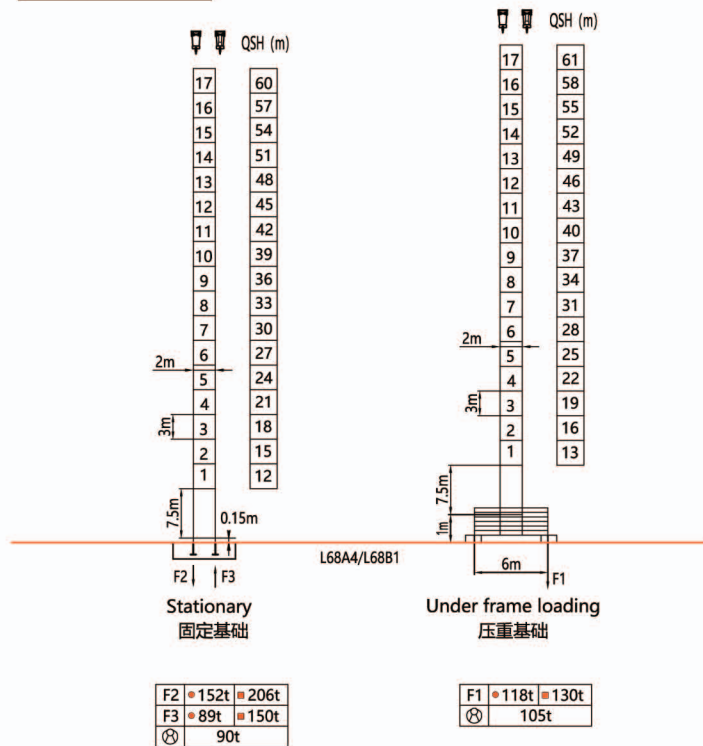 QSH (m)
17 60
16 57
15 54
14 51
13 48
12 45
11 42
10 39
9 36
8 33
7 30
6 27
2m
5 24
4 21
3m
3 18
2 15
1 12
7.5m
0.15m
F2
F3
Stationary
固定基础
F2 152t 206t
F3 89t 150t
90t
L68A4/L68B1
QSH (m)
17 61
16 58
15 55
14 52
13 49
12 46
11 43
10 40
9 37
8 34
7 31
6 28
2m
5 25
4 22
3m
3 19
2 16
1 13
7.5m
1m
6m
F1
Under frame loading
压重基础
F1 118t 130t
105t